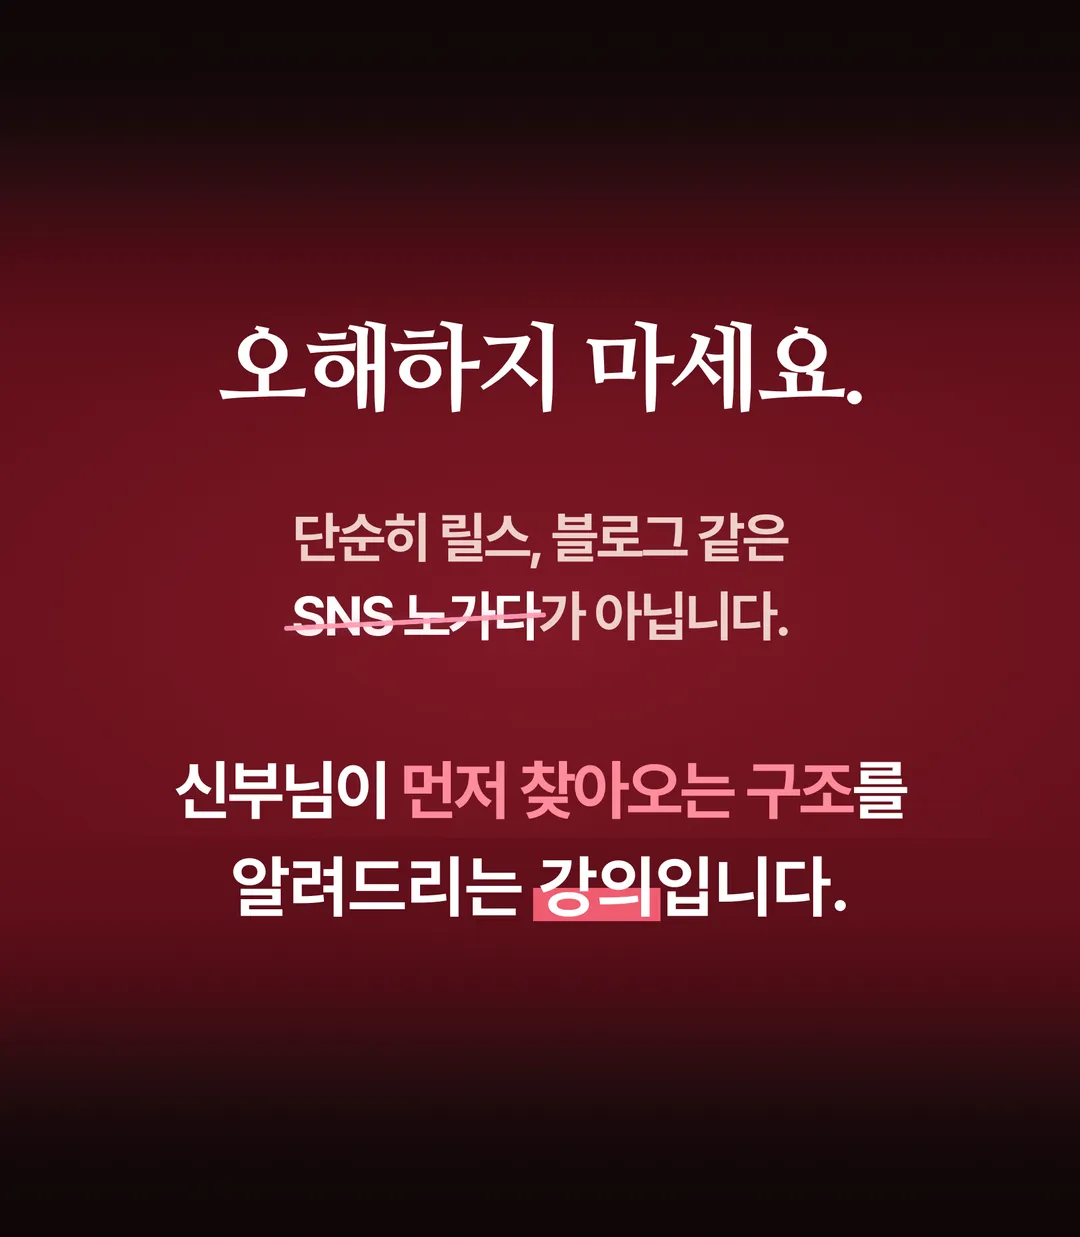 오해하지 마세요.
단순히 릴스, 블로그 같은
SNS 노가다가 아닙니다.
신부님이 먼저 찾아오는 구조를
알려드리는 강의입니다.